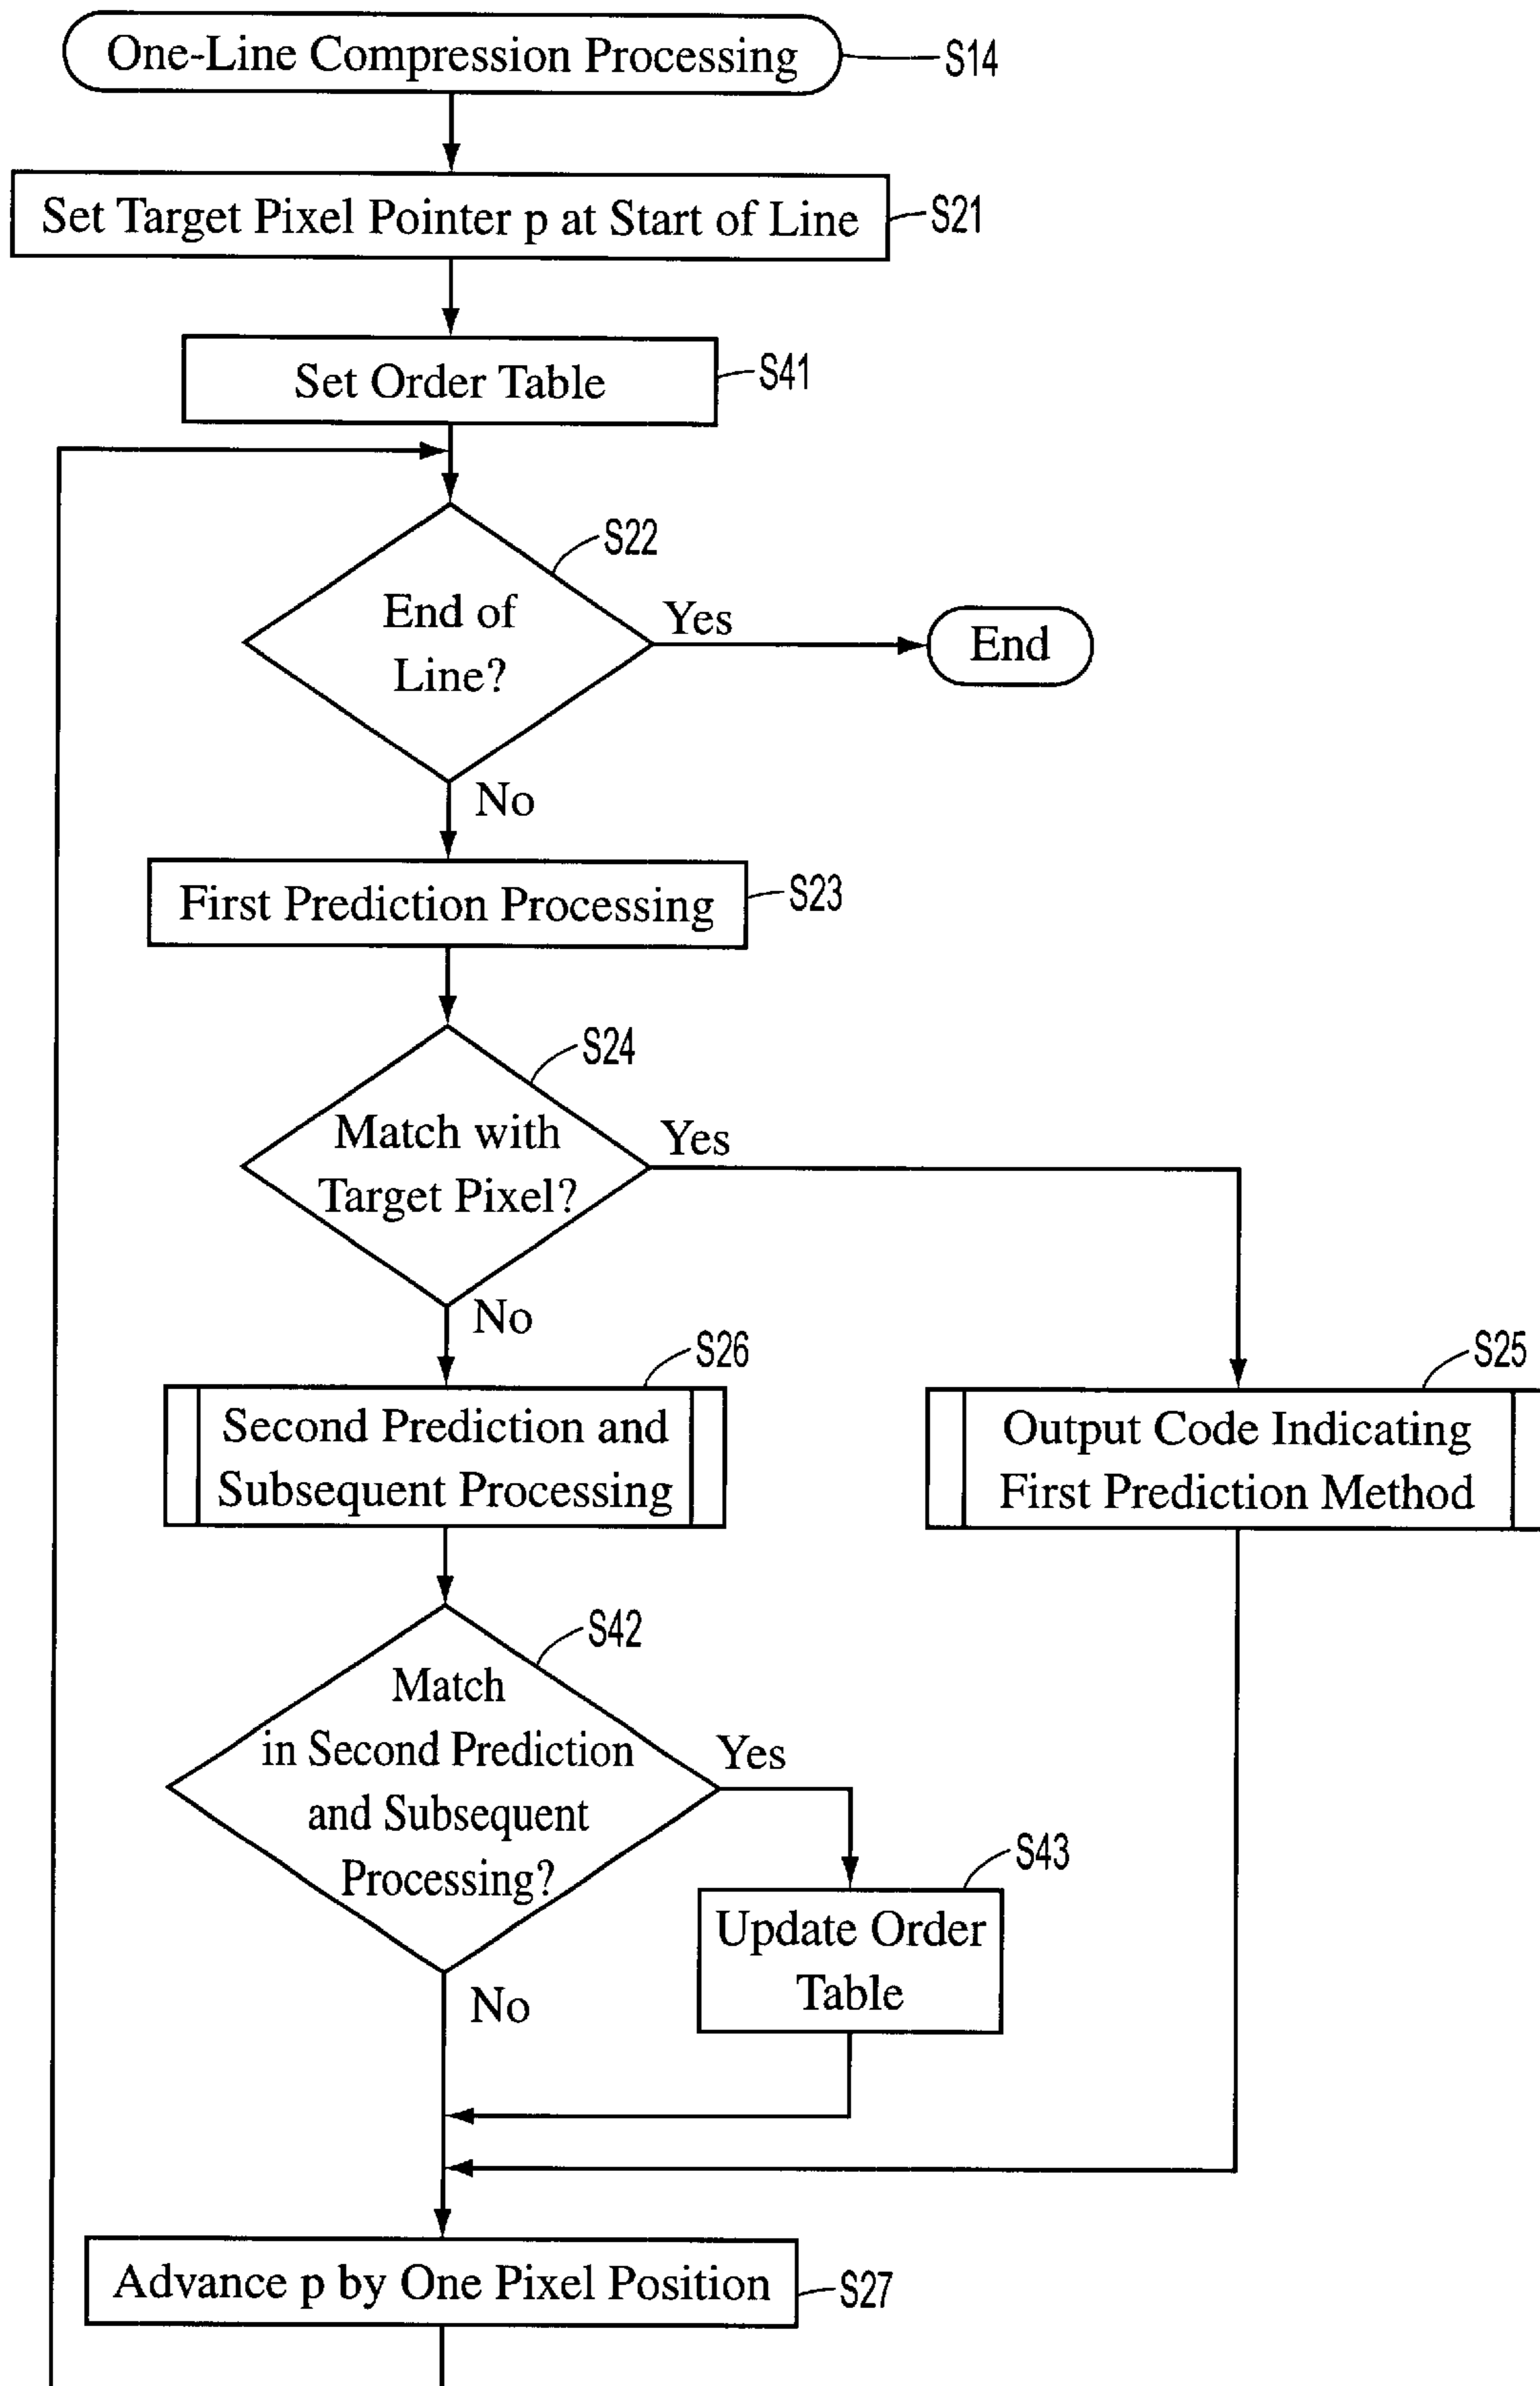 One-Line Compression Processing
S14
Set Target Pixel Pointer p at Start of Line
S21
Set Order Table
S41
S22
End of
Line?
Yes
End
No
First Prediction Processing
S23
S24
Match with
Target Pixel?
Yes
No
S26
Second Prediction and
Subsequent Processing
S25
Output Code Indicating
First Prediction Method
S42
Match
in Second Prediction
and Subsequent
Processing?
Yes
S43
Update Order
Table
No
Advance p by One Pixel Position
S27